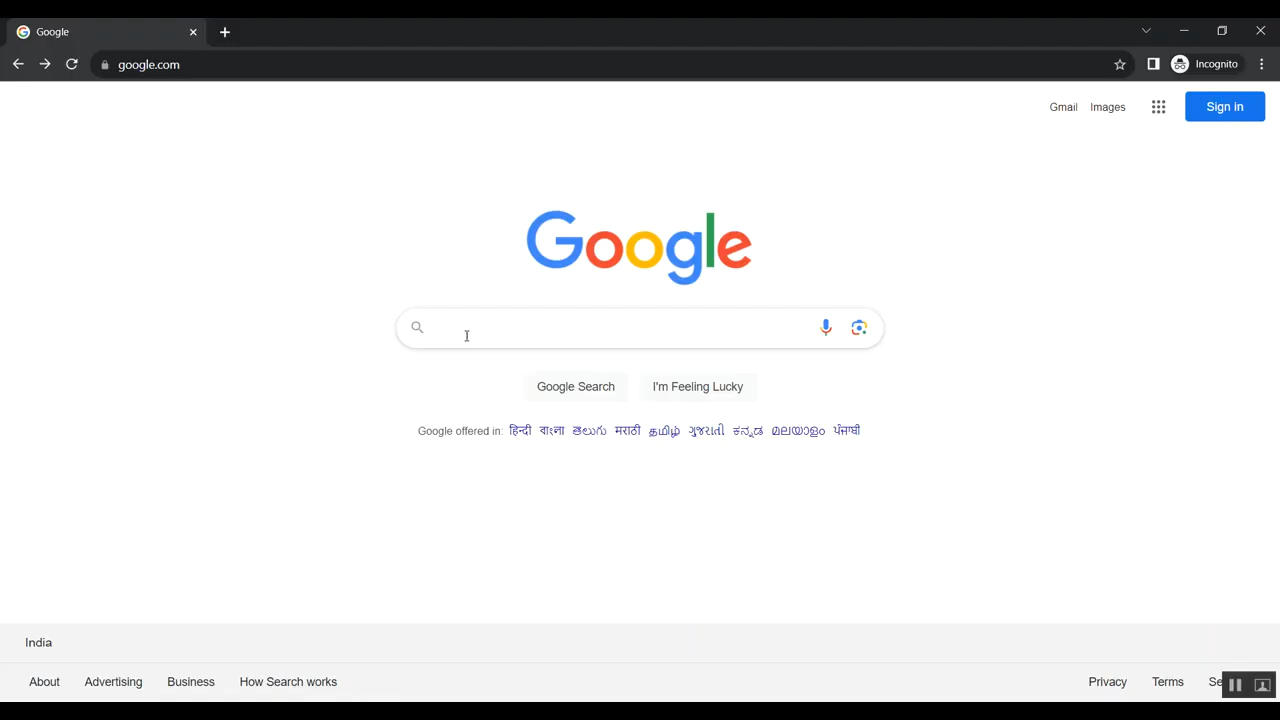 Google
google.com
Incognito
Gmail Images Sign in
Google
Google Search I'm Feeling Lucky
Google offered in: हिन्दी বাংলা తెలుగు मराठी தமிழ் ગુજરાતી ಕನ್ನಡ മലയാളം ਪੰਜਾਬੀ
India
About Advertising Business How Search works Privacy Terms